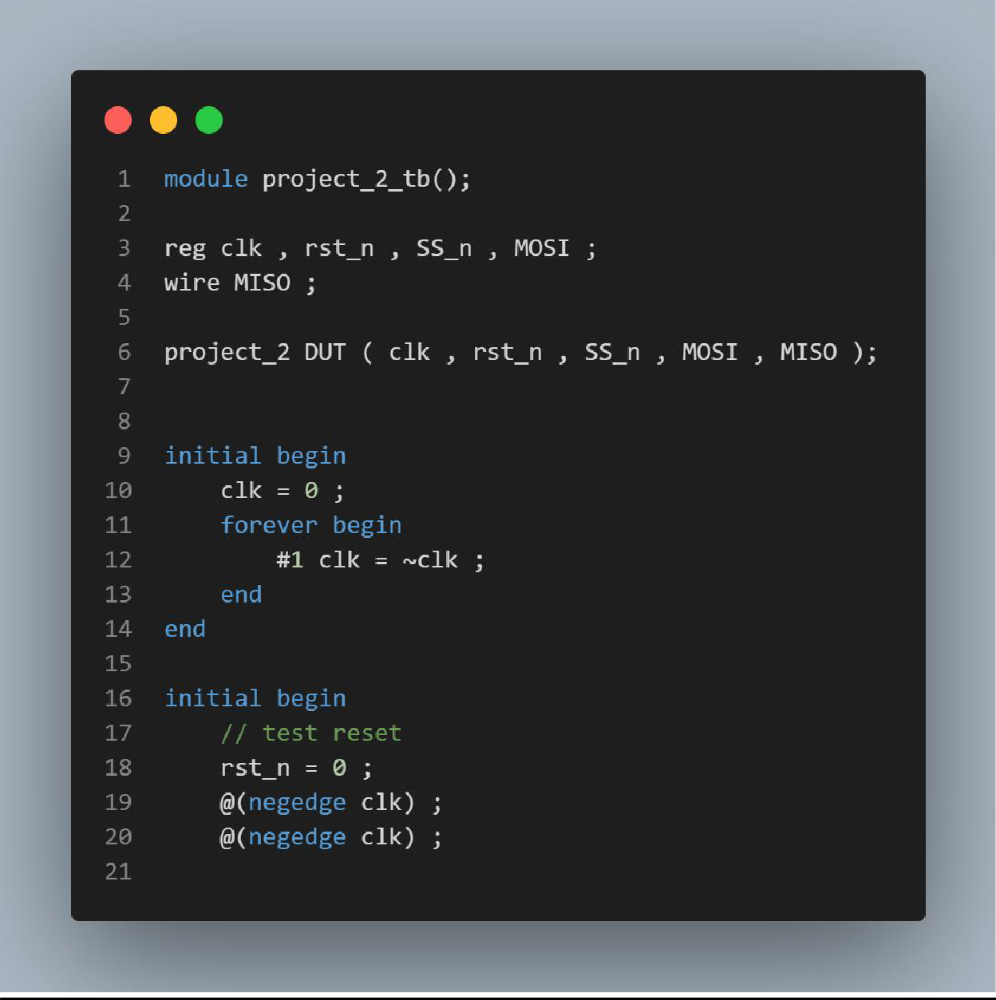 1 module project_2_tb();
2
3 reg clk , rst_n , SS_n , MOSI ;
4 wire MISO ;
5
6 project_2 DUT ( clk , rst_n , SS_n , MOSI , MISO );
7
8
9 initial begin
10     clk = 0 ;
11     forever begin
12         #1 clk = ~clk ;
13     end
14 end
15
16 initial begin
17     // test reset
18     rst_n = 0 ;
19     @(negedge clk) ;
20     @(negedge clk) ;
21